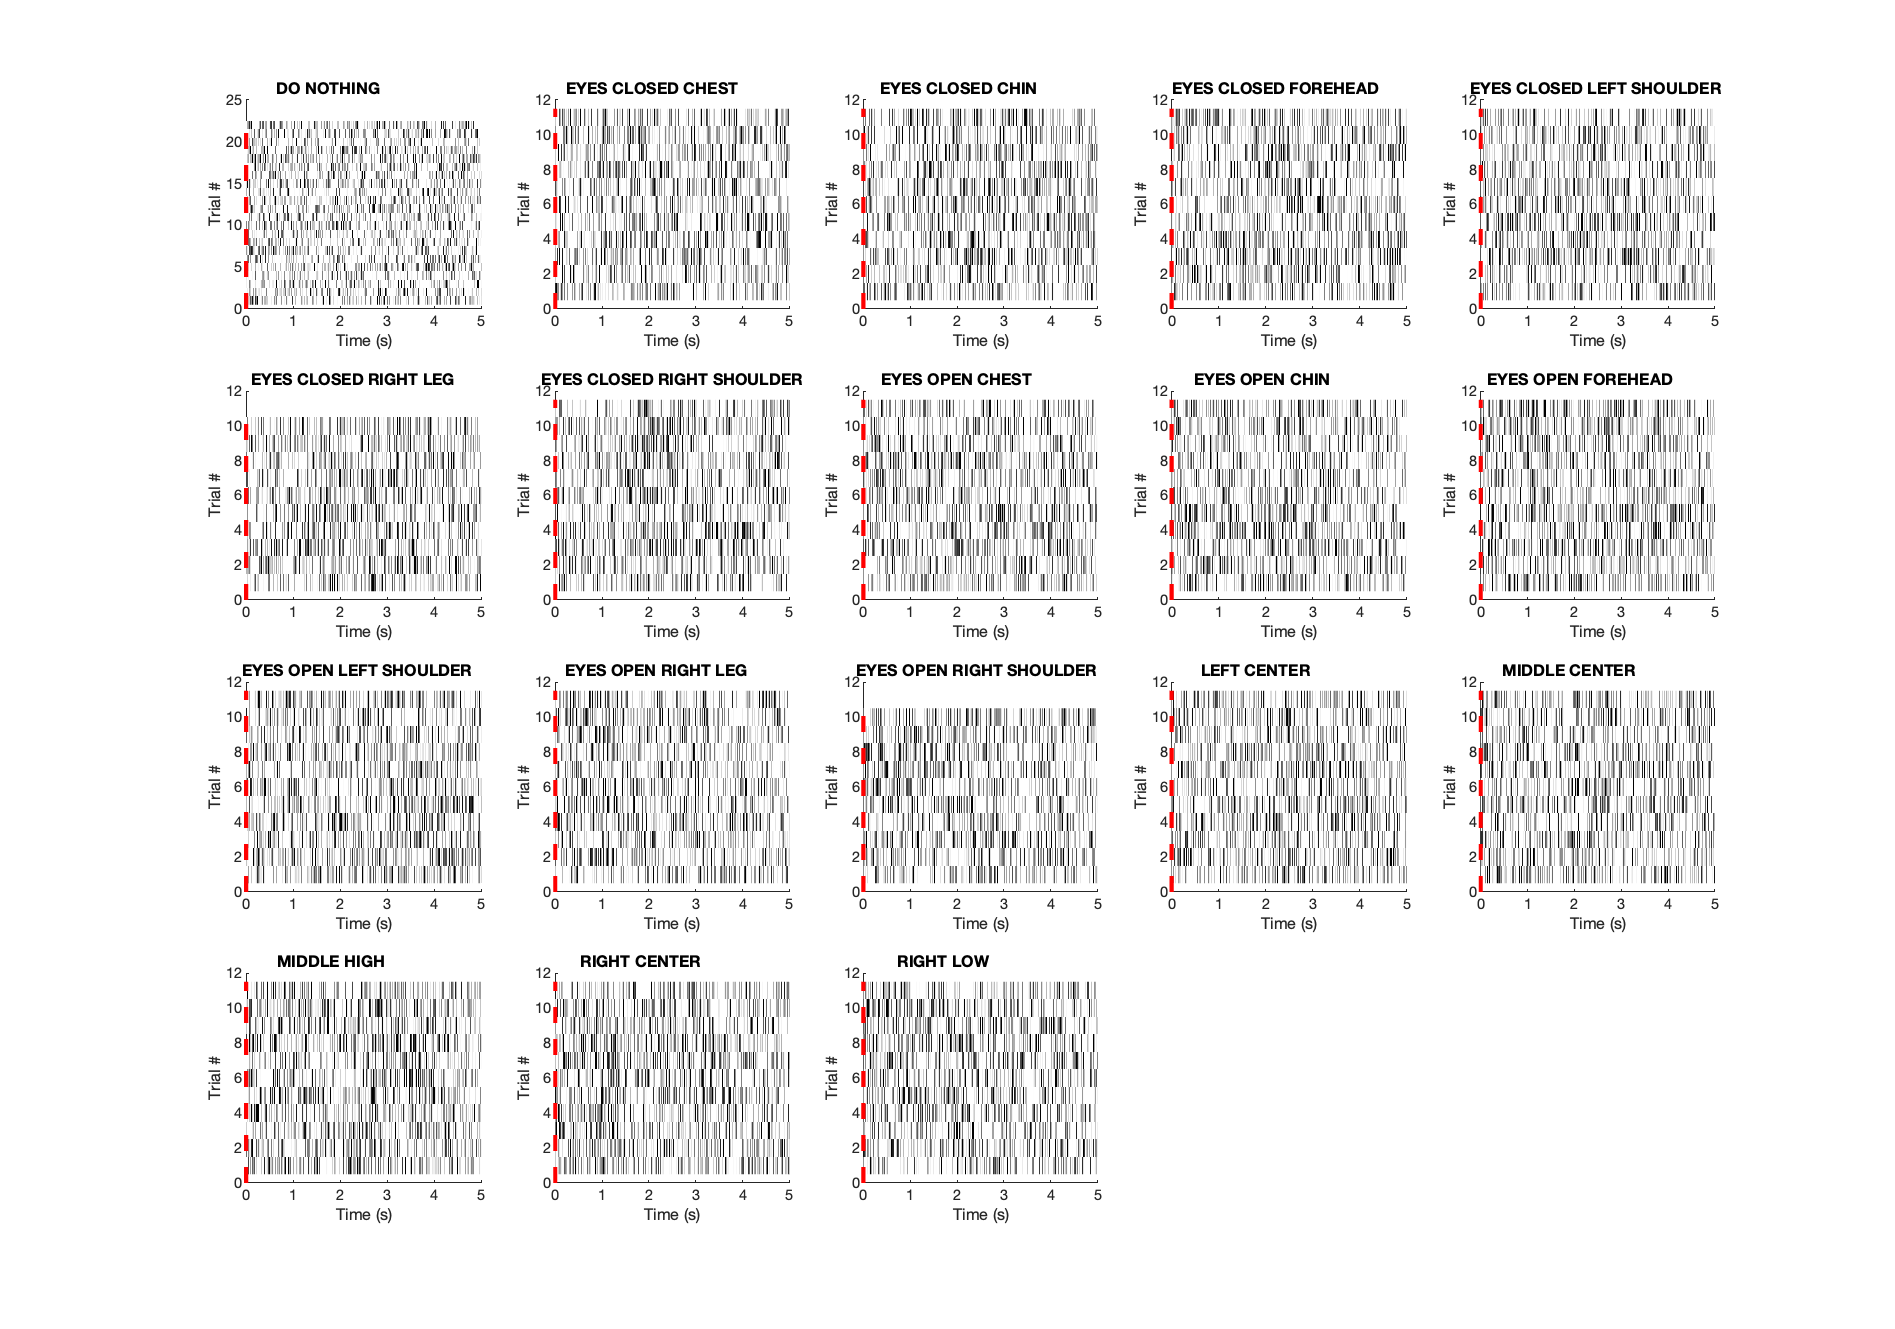 DO NOTHING
25
20
15
10
5
0
Trial #
0 1 2 3 4 5
Time (s)
EYES CLOSED CHEST
12
10
8
6
4
2
0
Trial #
0 1 2 3 4 5
Time (s)
EYES CLOSED CHIN
12
10
8
6
4
2
0
Trial #
0 1 2 3 4 5
Time (s)
EYES CLOSED FOREHEAD
12
10
8
6
4
2
0
Trial #
0 1 2 3 4 5
Time (s)
EYES CLOSED LEFT SHOULDER
12
10
8
6
4
2
0
Trial #
0 1 2 3 4 5
Time (s)
EYES CLOSED RIGHT LEG
12
10
8
6
4
2
0
Trial #
0 1 2 3 4 5
Time (s)
EYES CLOSED RIGHT SHOULDER
12
10
8
6
4
2
0
Trial #
0 1 2 3 4 5
Time (s)
EYES OPEN CHEST
12
10
8
6
4
2
0
Trial #
0 1 2 3 4 5
Time (s)
EYES OPEN CHIN
12
10
8
6
4
2
0
Trial #
0 1 2 3 4 5
Time (s)
EYES OPEN FOREHEAD
12
10
8
6
4
2
0
Trial #
0 1 2 3 4 5
Time (s)
EYES OPEN LEFT SHOULDER
12
10
8
6
4
2
0
Trial #
0 1 2 3 4 5
Time (s)
EYES OPEN RIGHT LEG
12
10
8
6
4
2
0
Trial #
0 1 2 3 4 5
Time (s)
EYES OPEN RIGHT SHOULDER
12
10
8
6
4
2
0
Trial #
0 1 2 3 4 5
Time (s)
LEFT CENTER
12
10
8
6
4
2
0
Trial #
0 1 2 3 4 5
Time (s)
MIDDLE CENTER
12
10
8
6
4
2
0
Trial #
0 1 2 3 4 5
Time (s)
MIDDLE HIGH
12
10
8
6
4
2
0
Trial #
0 1 2 3 4 5
Time (s)
RIGHT CENTER
12
10
8
6
4
2
0
Trial #
0 1 2 3 4 5
Time (s)
RIGHT LOW
12
10
8
6
4
2
0
Trial #
0 1 2 3 4 5
Time (s)